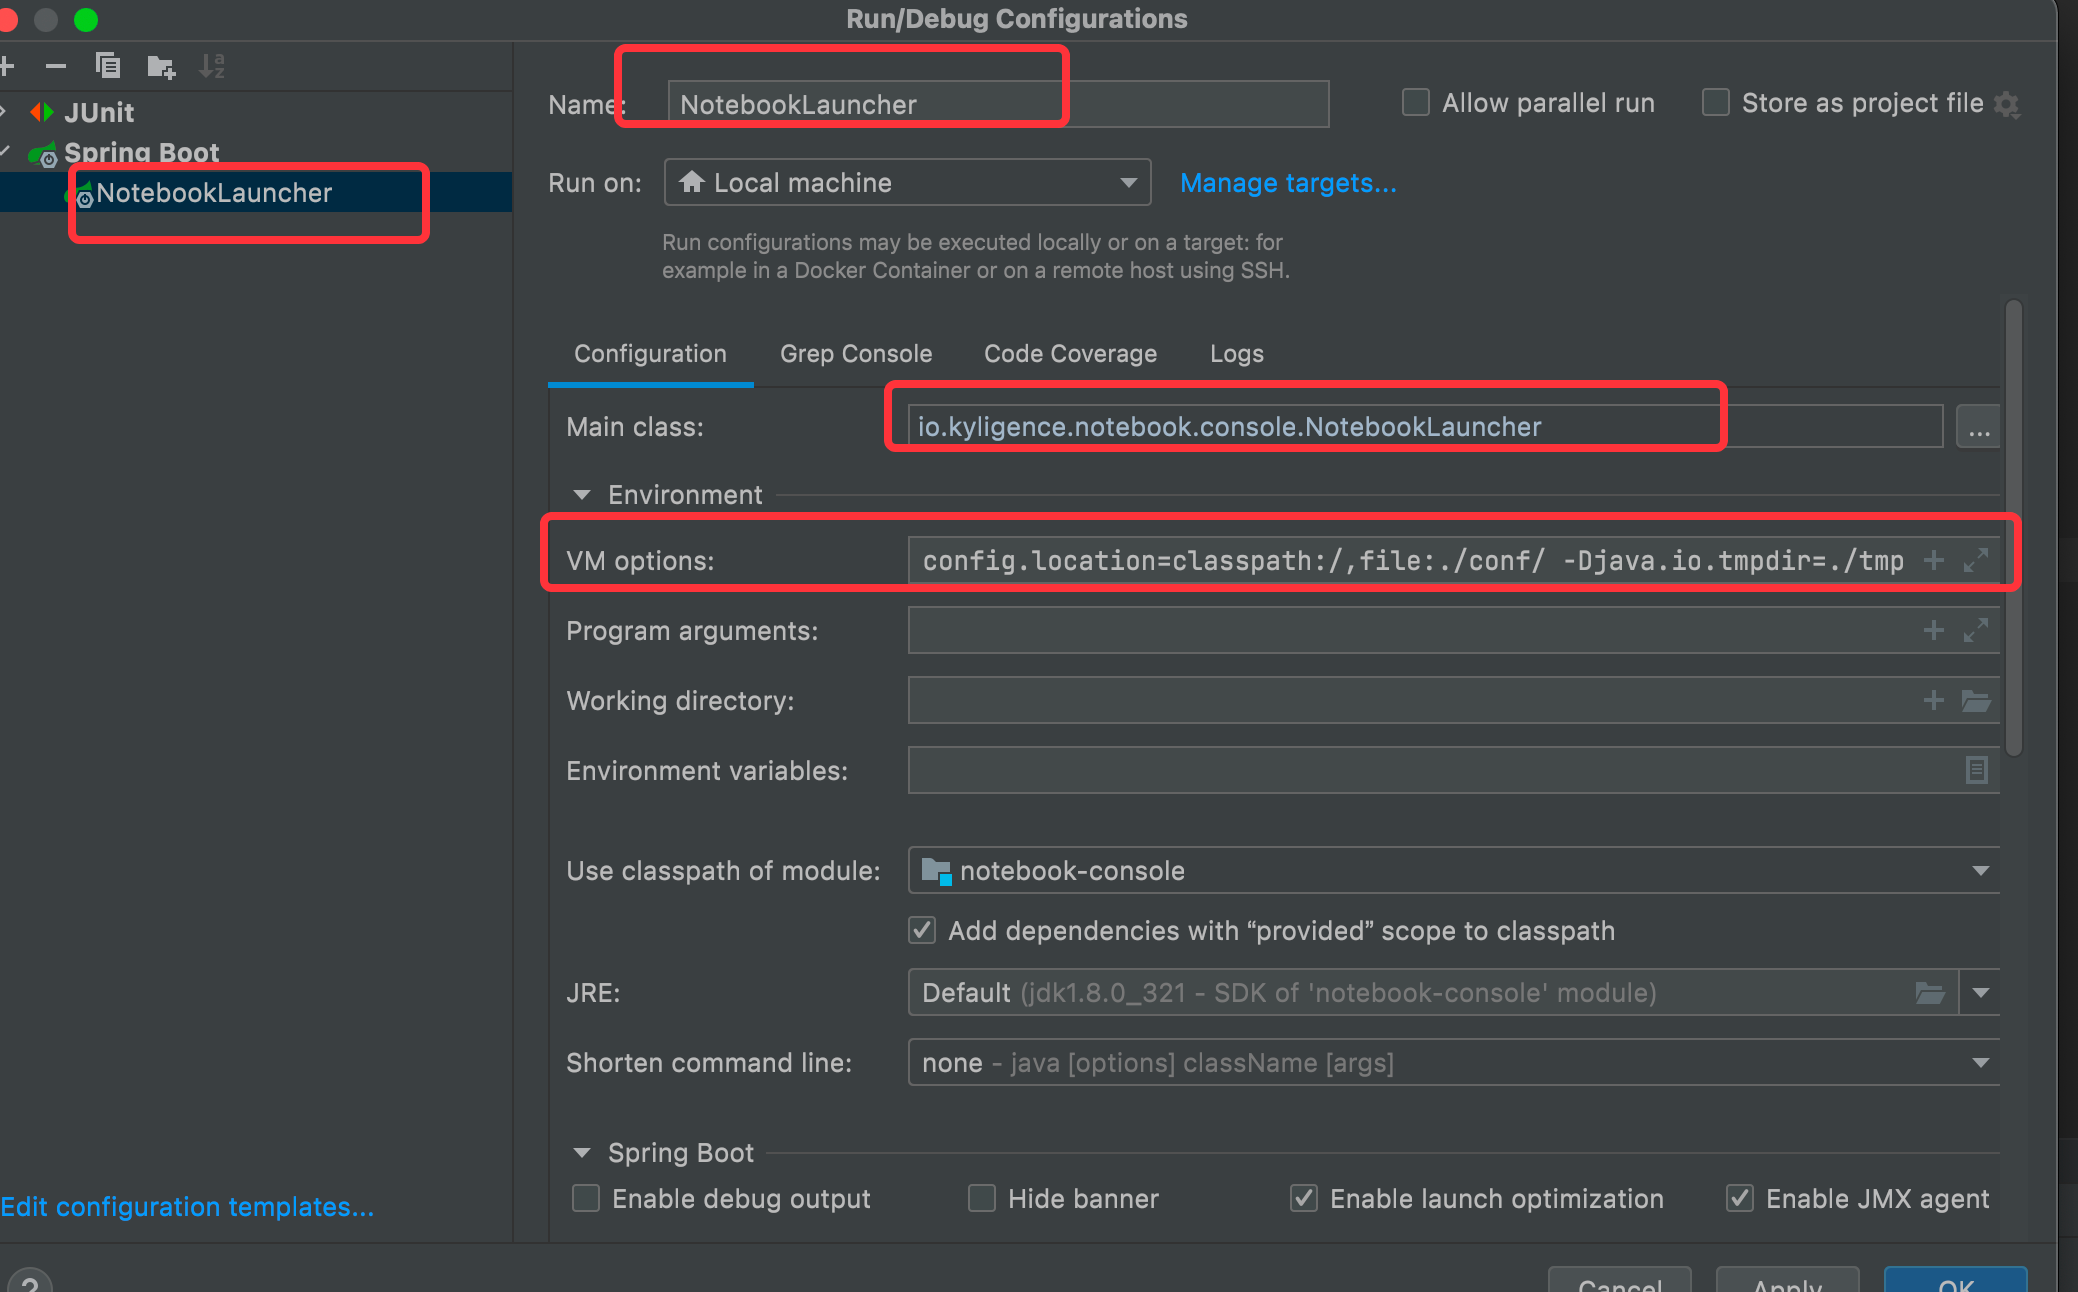 Run/Debug Configurations
JUnit
Spring Boot
NotebookLauncher
Edit configuration templates...
Name:
NotebookLauncher
Allow parallel run
Store as project file
Run on:
Local machine
Manage targets...
Run configurations may be executed locally or on a target: for
example in a Docker Container or on a remote host using SSH.
Configuration
Grep Console
Code Coverage
Logs
Main class:
io.kyligence.notebook.console.NotebookLauncher
...
Environment
VM options:
config.location=classpath:/,file:./conf/ -Djava.io.tmpdir=./tmp
Program arguments:
Working directory:
Environment variables:
Use classpath of module:
notebook-console
Add dependencies with “provided” scope to classpath
JRE:
Default (jdk1.8.0_321 - SDK of 'notebook-console' module)
Shorten command line:
none - java [options] className [args]
Spring Boot
Enable debug output
Hide banner
Enable launch optimization
Enable JMX agent
?
Cancel
Apply
OK